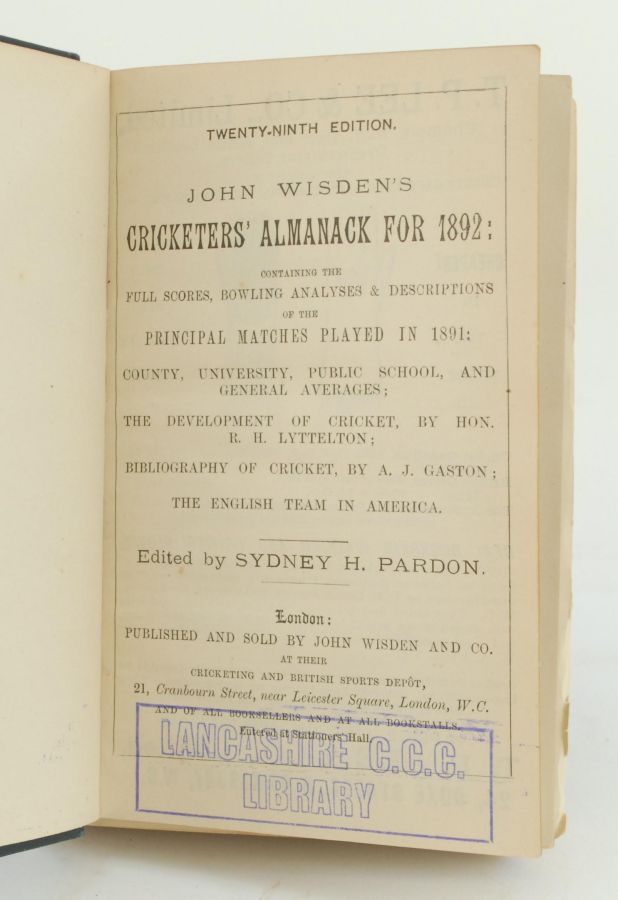 TWENTY-NINTH EDITION.
JOHN WISDEN'S
CRICKETERS' ALMANACK FOR 1892:
CONTAINING THE
FULL SCORES, BOWLING ANALYSES & DESCRIPTIONS
OF THE
PRINCIPAL MATCHES PLAYED IN 1891:
COUNTY, UNIVERSITY, PUBLIC SCHOOL, AND
GENERAL AVERAGES;
THE DEVELOPMENT OF CRICKET, BY HON.
R. H. LYTTELTON;
BIBLIOGRAPHY OF CRICKET, BY A. J. GASTON;
THE ENGLISH TEAM IN AMERICA.
Edited by SYDNEY H. PARDON.
London:
PUBLISHED AND SOLD BY JOHN WISDEN AND CO.
AT THEIR
CRICKETING AND BRITISH SPORTS DEPÔT,
21, Cranbourn Street, near Leicester Square, London, W.C.
AND OF ALL BOOKSELLERS AND AT ALL BOOKSTALLS.
Entered at Stationers' Hall.
LANCASHIRE C.C.C.
LIBRARY